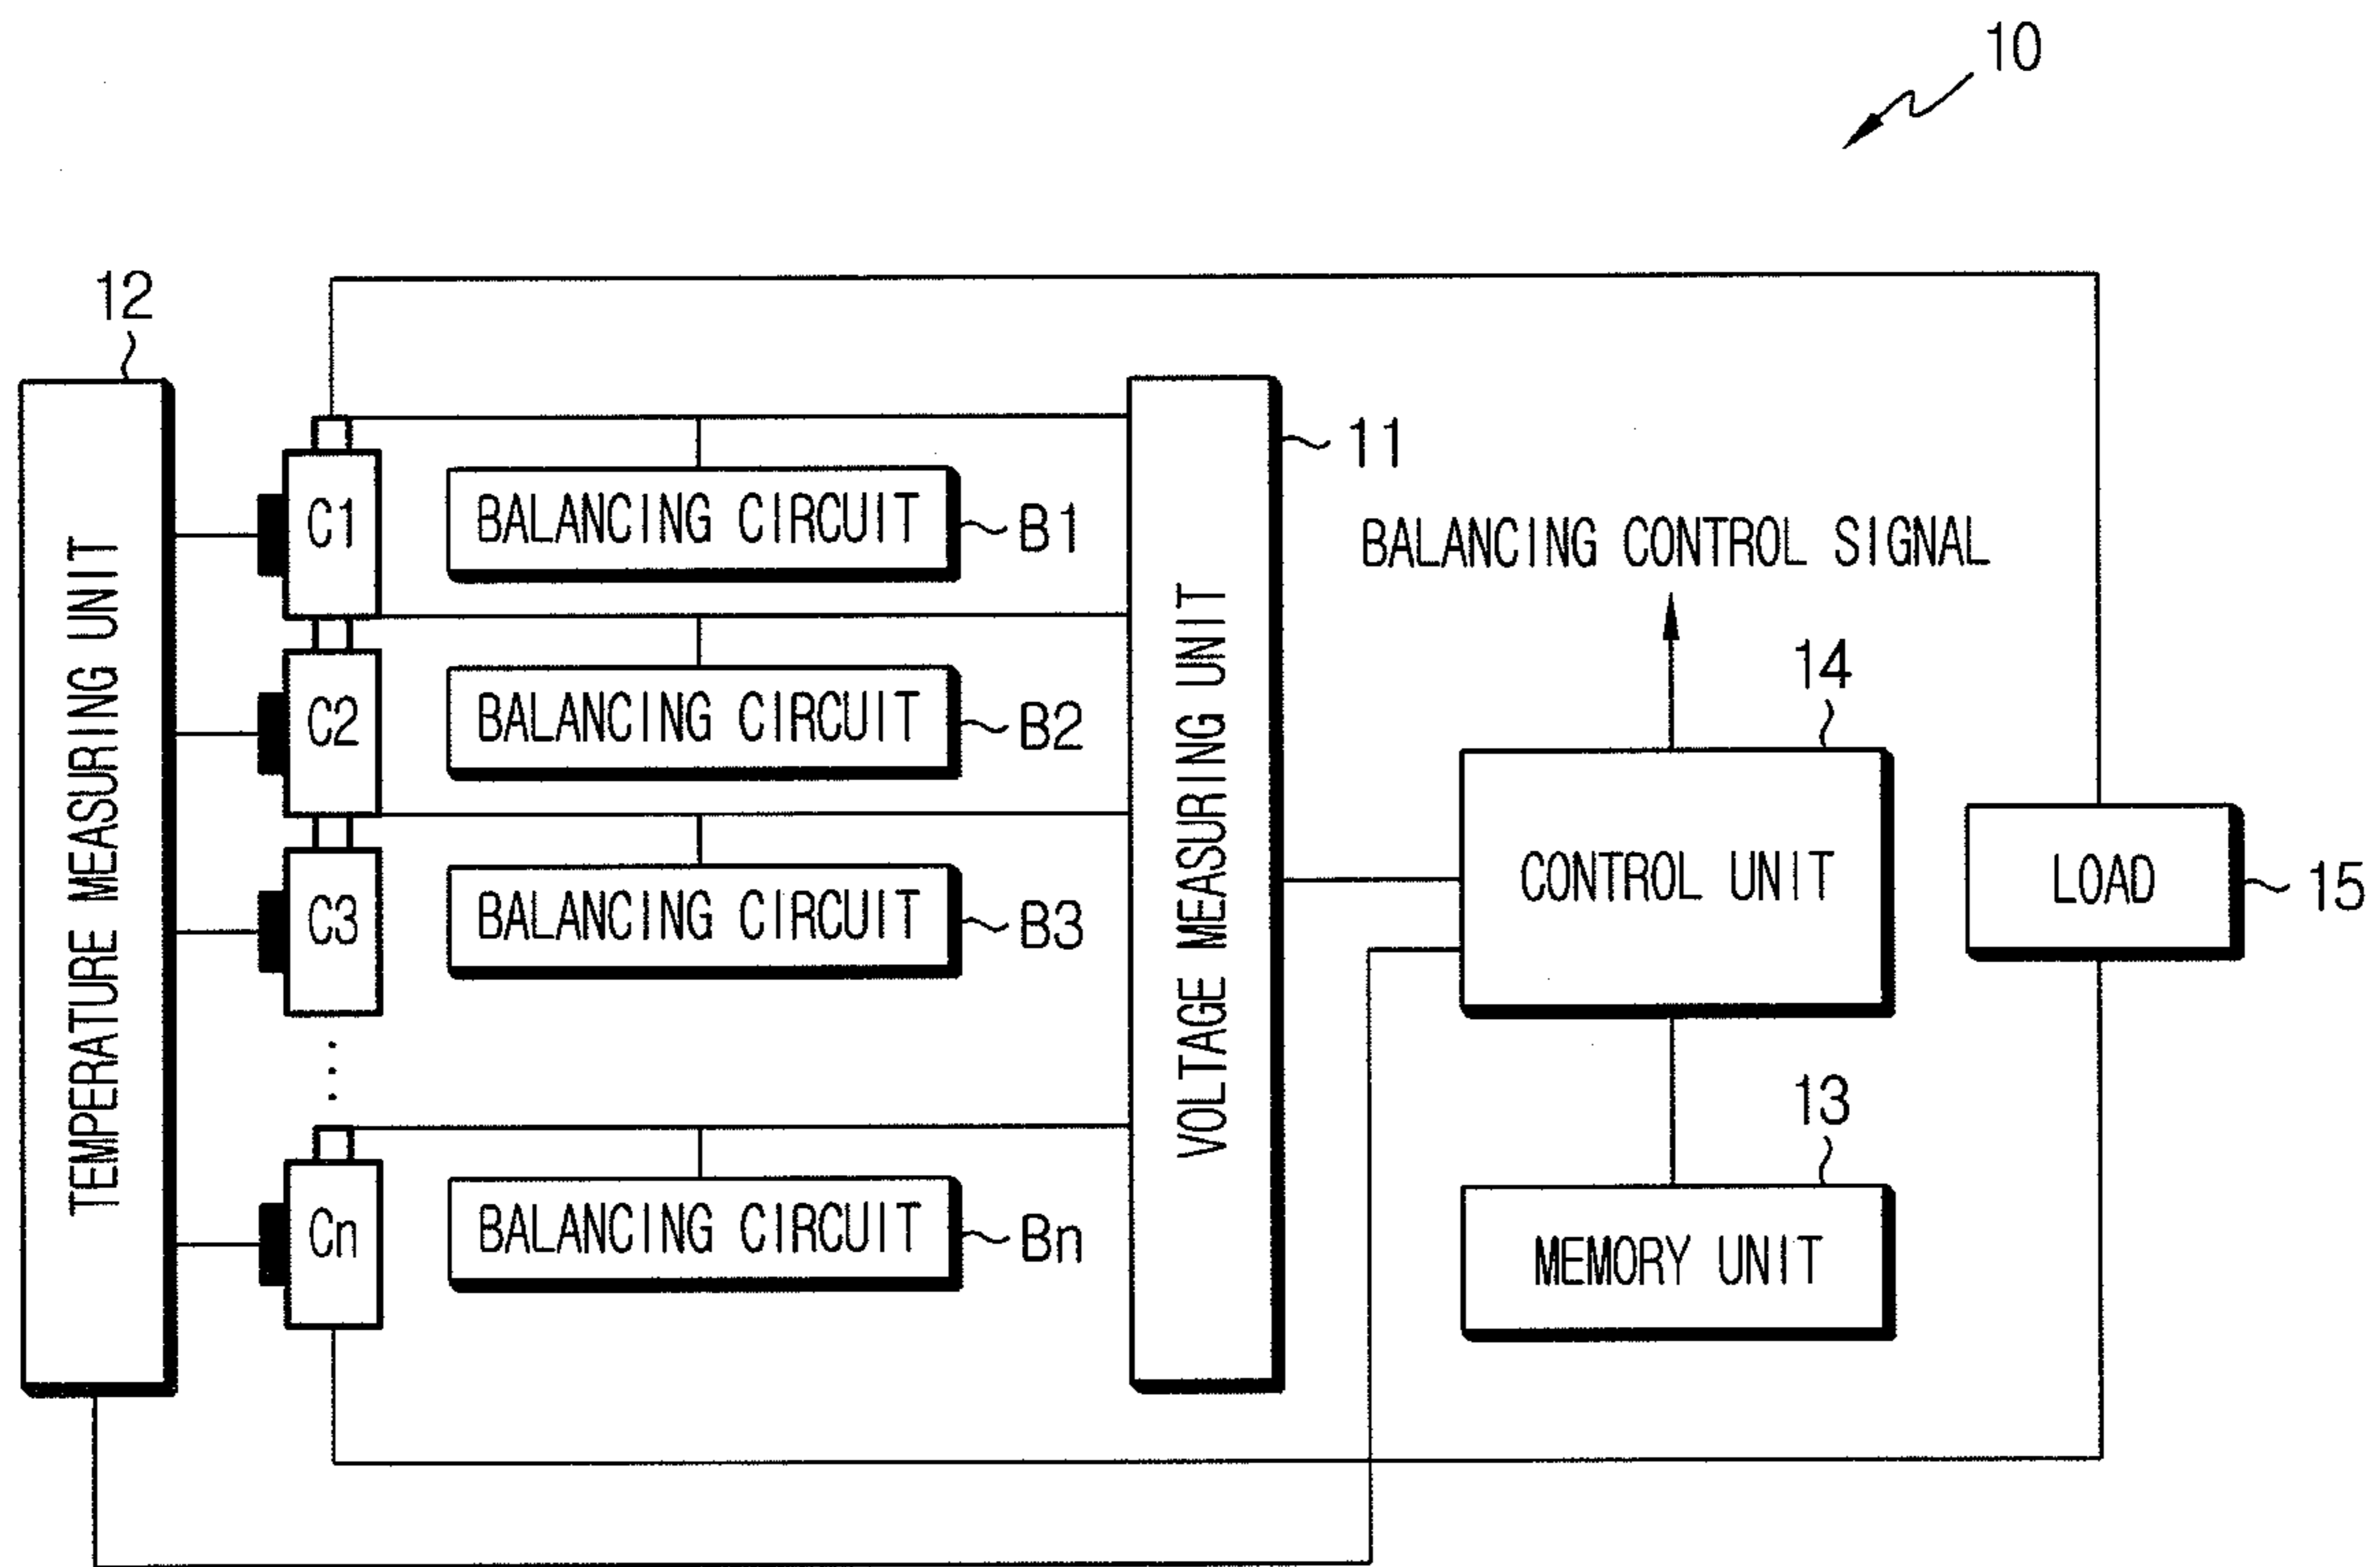 10
12
11
C1
BALANCING CIRCUIT
B1
BALANCING CONTROL SIGNAL
TEMPERATURE MEASURING UNIT
VOLTAGE MEASURING UNIT
14
C2
BALANCING CIRCUIT
B2
CONTROL UNIT
LOAD
15
C3
BALANCING CIRCUIT
B3
13
Cn
BALANCING CIRCUIT
Bn
MEMORY UNIT